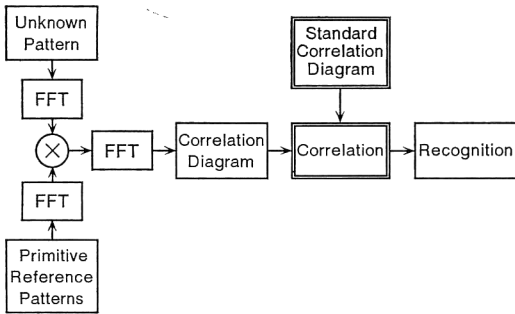 Unknown
Pattern
FFT
×
FFT
Primitive
Reference
Patterns
FFT
Correlation
Diagram
Standard
Correlation
Diagram
Correlation
Recognition